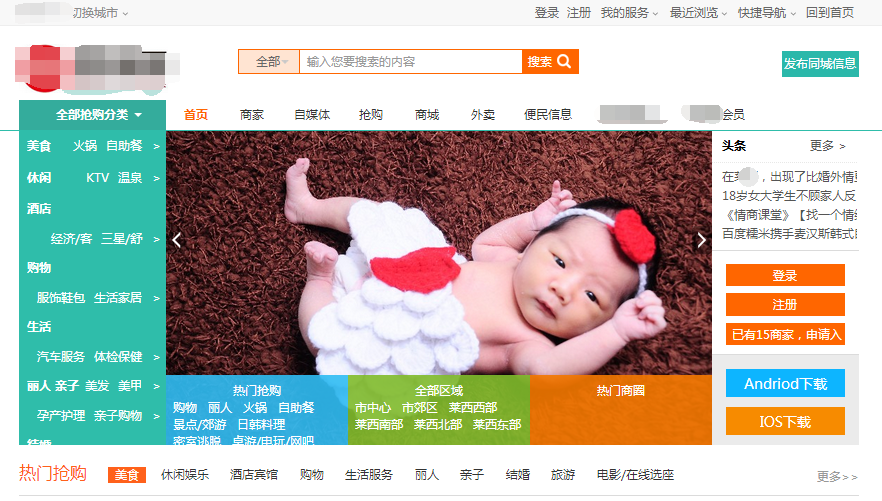 切换城市
登录 注册 我的服务 最近浏览 快捷导航 回到首页
全部 输入您要搜索的内容 搜索
发布同城信息
全部抢购分类 首页 商家 自媒体 抢购 商城 外卖 便民信息 会员
美食 火锅 自助餐 >
休闲 KTV 温泉 >
酒店
经济/客 三星/舒 >
购物
服饰鞋包 生活家居 >
生活
汽车服务 体检保健 >
丽人 亲子 美发 美甲 >
孕产护理 亲子购物 >
结婚
热门抢购
购物 丽人 火锅 自助餐
景点/郊游 日韩料理
密室逃脱 桌游/电玩/网吧
全部区域
市中心 市郊区 莱西西部
莱西南部 莱西北部 莱西东部
热门商圈
头条 更多 >
在 ，出现了比婚外情更
18岁女大学生不顾家人反
《情商课堂》【找一个情绪
百度糯米携手麦汉斯韩式自
登录
注册
已有15商家，申请入
Andriod下载
IOS下载
热门抢购 美食 休闲娱乐 酒店宾馆 购物 生活服务 丽人 亲子 结婚 旅游 电影/在线选座 更多>>